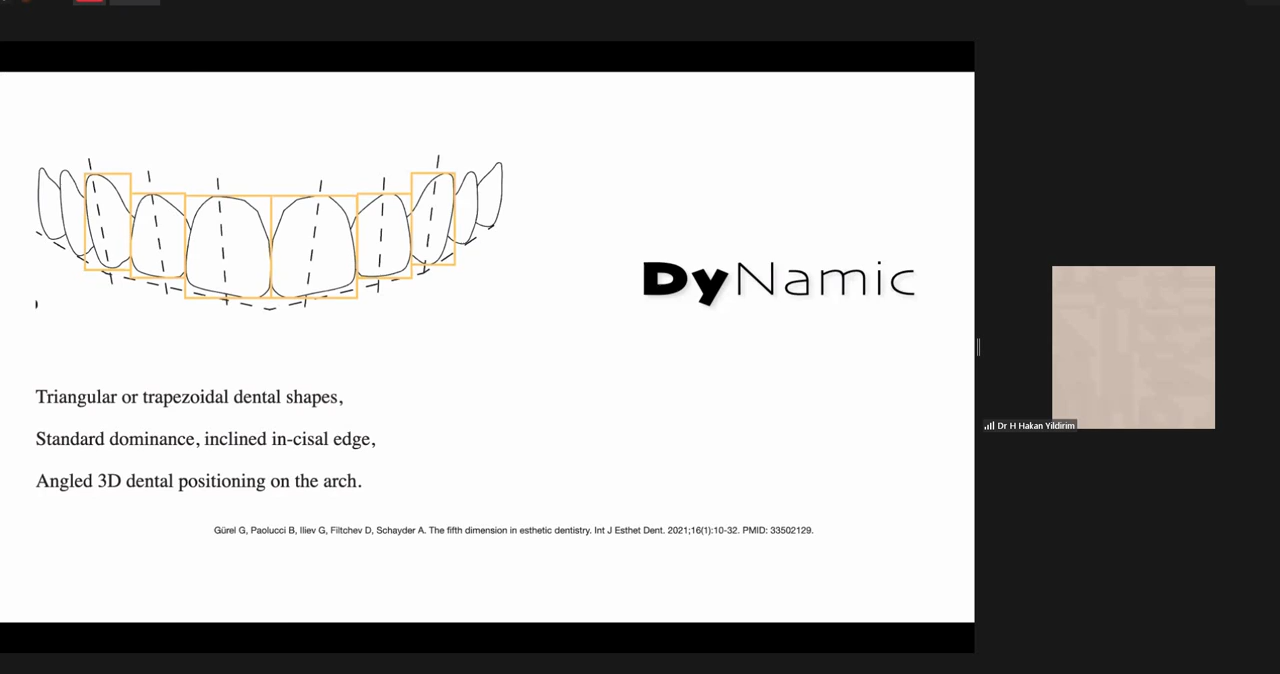 DyNamic
Triangular or trapezoidal dental shapes,
Standard dominance, inclined in-cisal edge,
Angled 3D dental positioning on the arch.
Gürel G, Paolucci B, Iliev G, Filtchev D, Schayder A. The fifth dimension in esthetic dentistry. Int J Esthet Dent. 2021;16(1):10-32. PMID: 33502129.
Dr H Hakan Yildirim